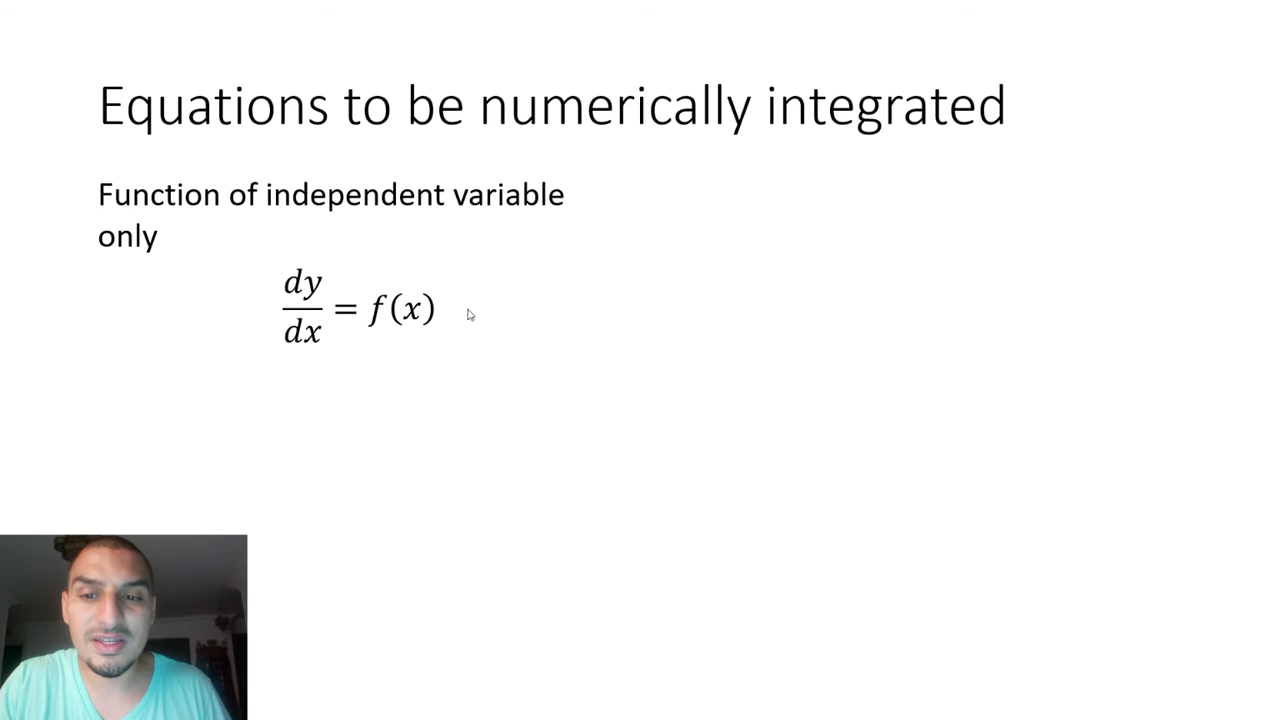 Equations to be numerically integrated
Function of independent variable
only
dy/dx = f(x)